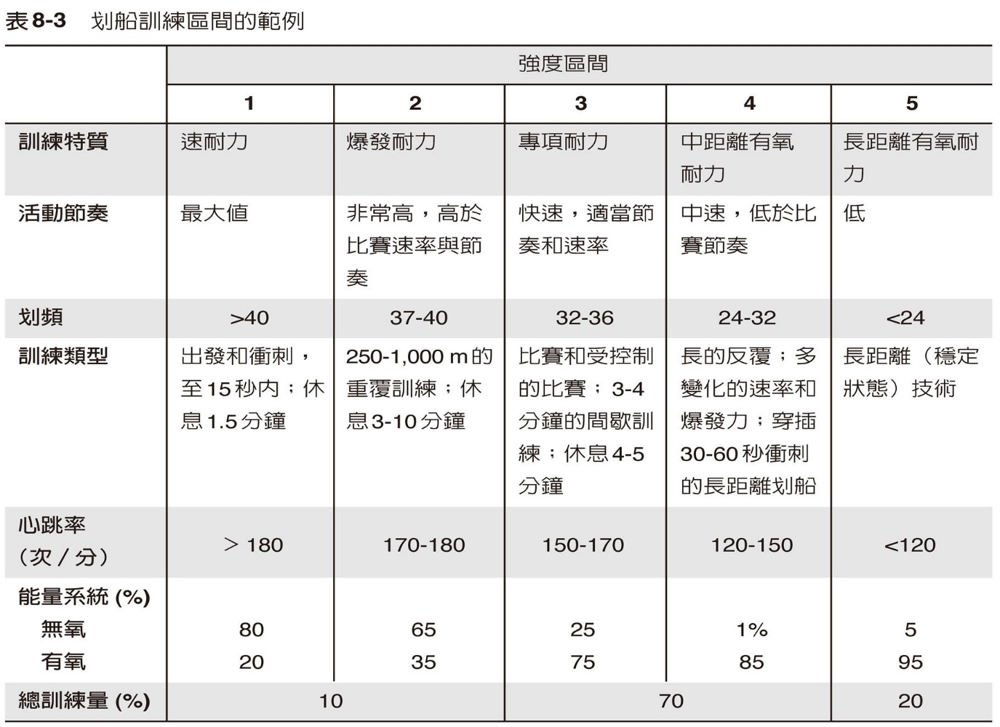 表8-3 划船訓練區間的範例
強度區間
1 2 3 4 5
訓練特質 速耐力 爆發耐力 專項耐力 中距離有氧 長距離有氧耐
耐力 力
活動節奏 最大值 非常高，高於 快速，適當節 中速，低於比 低
比賽速率與節 奏和速率 賽節奏
奏
划頻 >40 37-40 32-36 24-32 <24
訓練類型 出發和衝刺， 250-1,000 m的 比賽和受控制 長的反覆；多 長距離（穩定
至15秒內；休 重覆訓練；休 的比賽；3-4 變化的速率和 狀態）技術
息1.5分鐘 息3-10分鐘 分鐘的間歇訓 爆發力；穿插
練；休息4-5 30-60秒衝刺
分鐘 的長距離划船
心跳率
（次／分） ＞180 170-180 150-170 120-150 <120
能量系統(%)
無氧 80 65 25 1% 5
有氧 20 35 75 85 95
總訓練量(%) 10 70 20